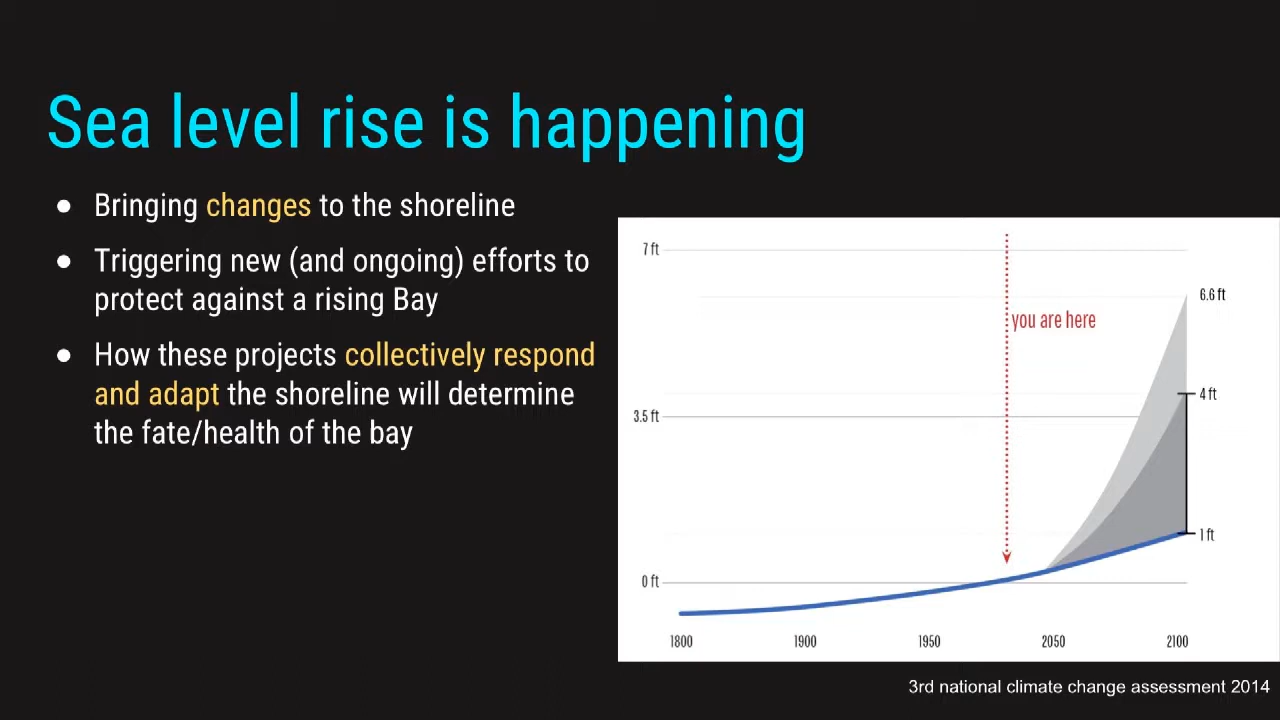 Sea level rise is happening
● Bringing changes to the shoreline
● Triggering new (and ongoing) efforts to
protect against a rising Bay
● How these projects collectively respond
and adapt the shoreline will determine
the fate/health of the bay
7 ft
6.6 ft
you are here
4 ft
3.5 ft
1 ft
0 ft
1800 1900 1950 2050 2100
3rd national climate change assessment 2014